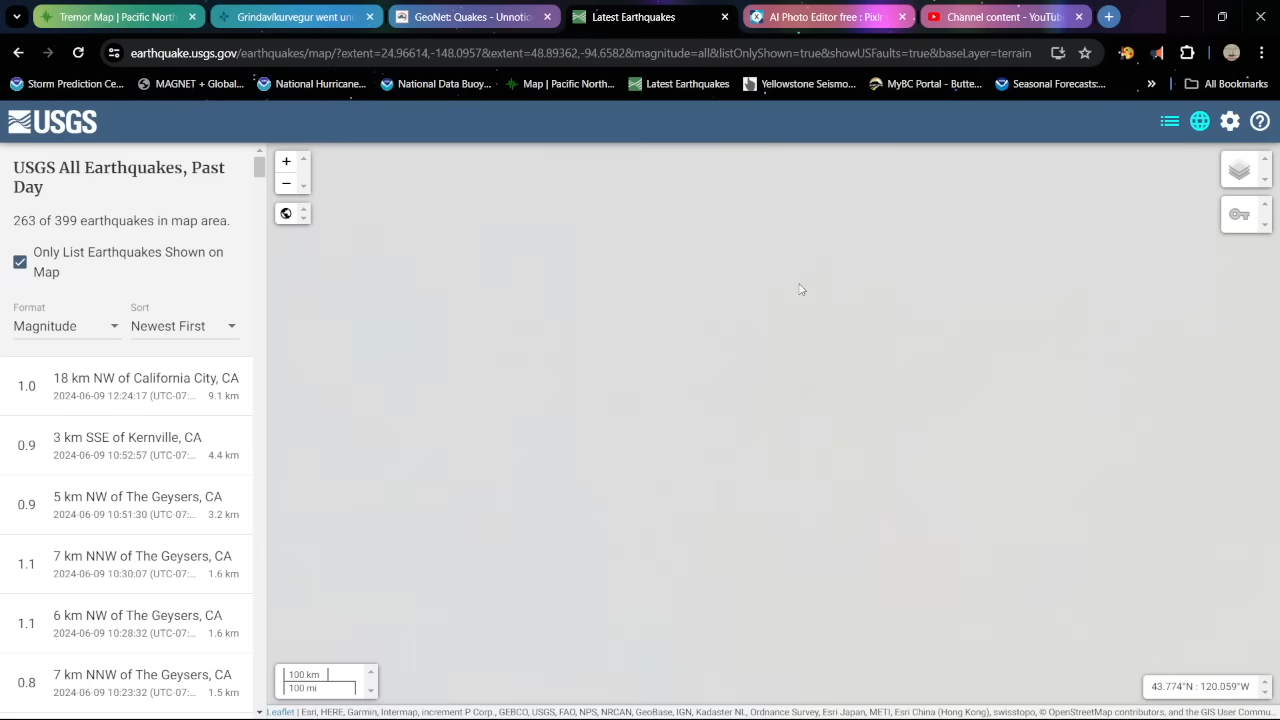 Tremor Map | Pacific North
Grindavíkurvegur went un
GeoNet: Quakes - Unnotic
Latest Earthquakes
AI Photo Editor free : Pixlr
Channel content - YouTub
earthquake.usgs.gov/earthquakes/map/?extent=24.96614,-148.0957&extent=48.89362,-94.6582&magnitude=all&listOnlyShown=true&showUSFaults=true&baseLayer=terrain
Storm Prediction Ce...
MAGNET + Global...
National Hurricane...
National Data Buoy...
Map | Pacific North...
Latest Earthquakes
Yellowstone Seismo...
MyBC Portal - Butte...
Seasonal Forecasts:...
»
All Bookmarks
USGS
USGS All Earthquakes, Past
Day
263 of 399 earthquakes in map area.
Only List Earthquakes Shown on
Map
Format
Sort
Magnitude
Newest First
1.0
18 km NW of California City, CA
2024-06-09 12:24:17 (UTC-07:... 9.1 km
0.9
3 km SSE of Kernville, CA
2024-06-09 10:52:57 (UTC-07:... 4.4 km
0.9
5 km NW of The Geysers, CA
2024-06-09 10:51:30 (UTC-07:... 3.2 km
1.1
7 km NNW of The Geysers, CA
2024-06-09 10:30:07 (UTC-07:... 1.6 km
1.1
6 km NW of The Geysers, CA
2024-06-09 10:28:32 (UTC-07:... 1.6 km
0.8
7 km NNW of The Geysers, CA
2024-06-09 10:23:32 (UTC-07:... 1.5 km
+
−
100 km
100 mi
43.774°N : 120.059°W
Leaflet | Esri, HERE, Garmin, Intermap, increment P Corp., GEBCO, USGS, FAO, NPS, NRCAN, GeoBase, IGN, Kadaster NL, Ordnance Survey, Esri Japan, METI, Esri China (Hong Kong), swisstopo, © OpenStreetMap contributors, and the GIS User Commu...